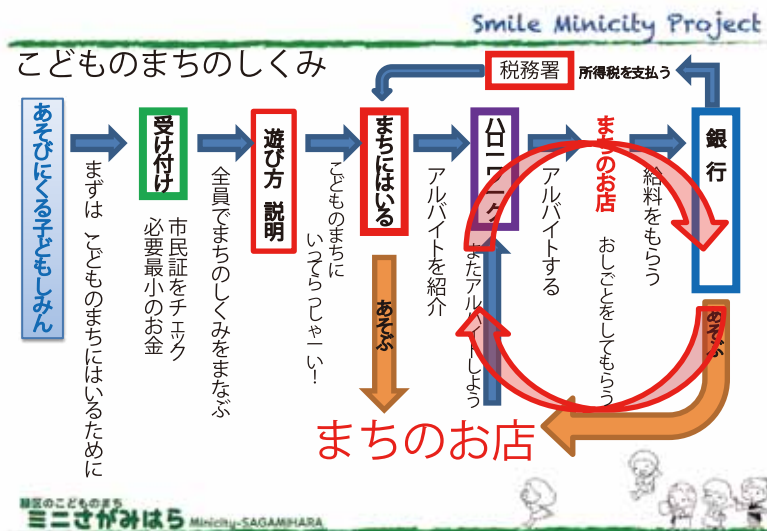 Smile Minicity Project
こどものまちのしくみ
税務署
所得税を支払う
あそびにくる子どもしみん
まずは こどものまちにはいるために
受け付け
市民証をチェック
必要最小のお金
全員でまちのしくみをまなぶ
遊び方 説明
こどものまちに
いってらっしゃーい!
まちにはいる
あそぶ
アルバイトを紹介
ハローワーク
またアルバイトしよう
アルバイトする
まちのお店
おしごとをしてもらう
給料をもらう
銀行
あそぶ
まちのお店
緑区のこどものまち
ミニさがみはら Minicity-SAGAMIHARA